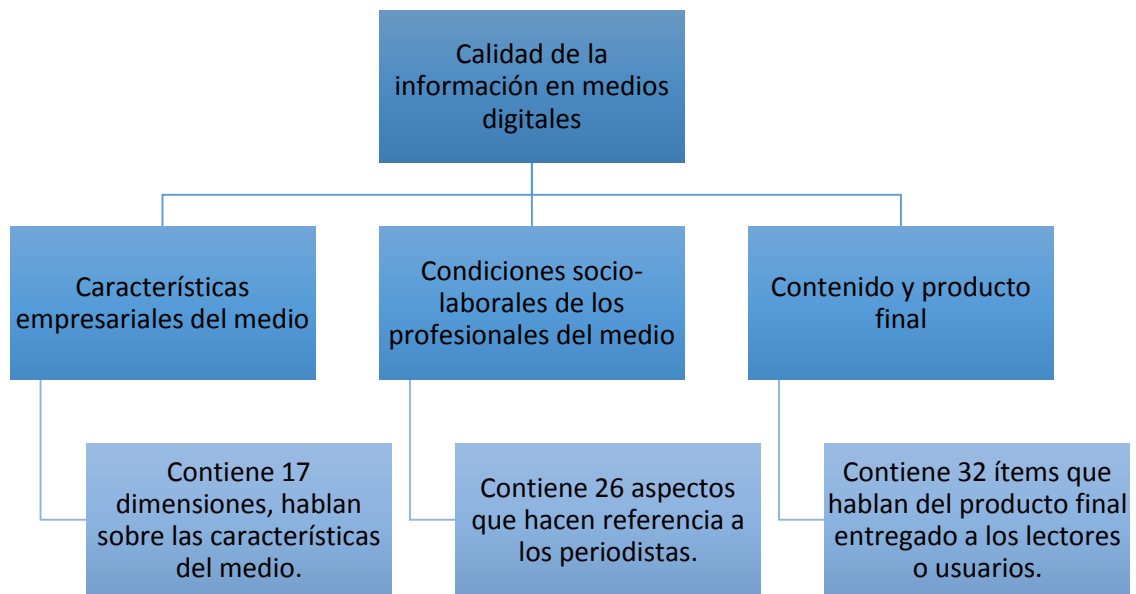 Calidad de la
información en medios
digitales
Características
empresariales del medio
Condiciones socio-
laborales de los
profesionales del medio
Contenido y producto
final
Contiene 17
dimensiones, hablan
sobre las características
del medio.
Contiene 26 aspectos
que hacen referencia a
los periodistas.
Contiene 32 ítems que
hablan del producto final
entregado a los lectores
o usuarios.